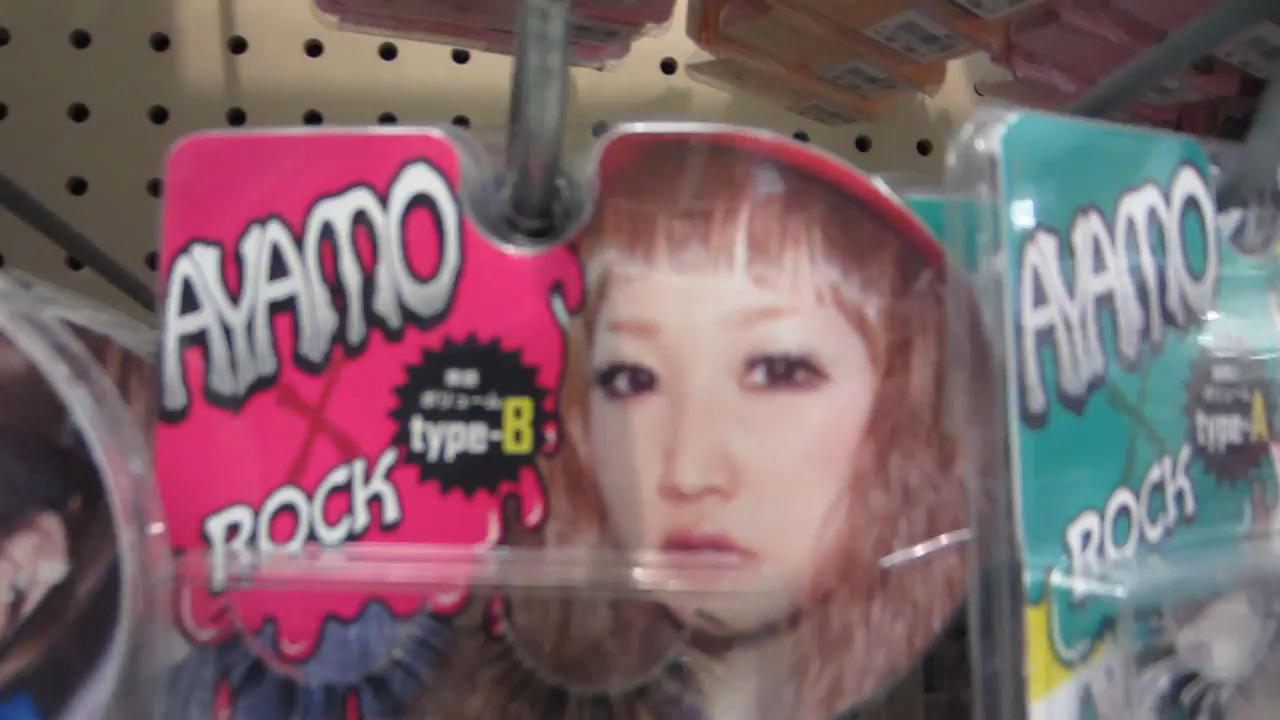 AYAMO
ROCK
ボリューム
type-B
AYAMO
ROCK
type-A